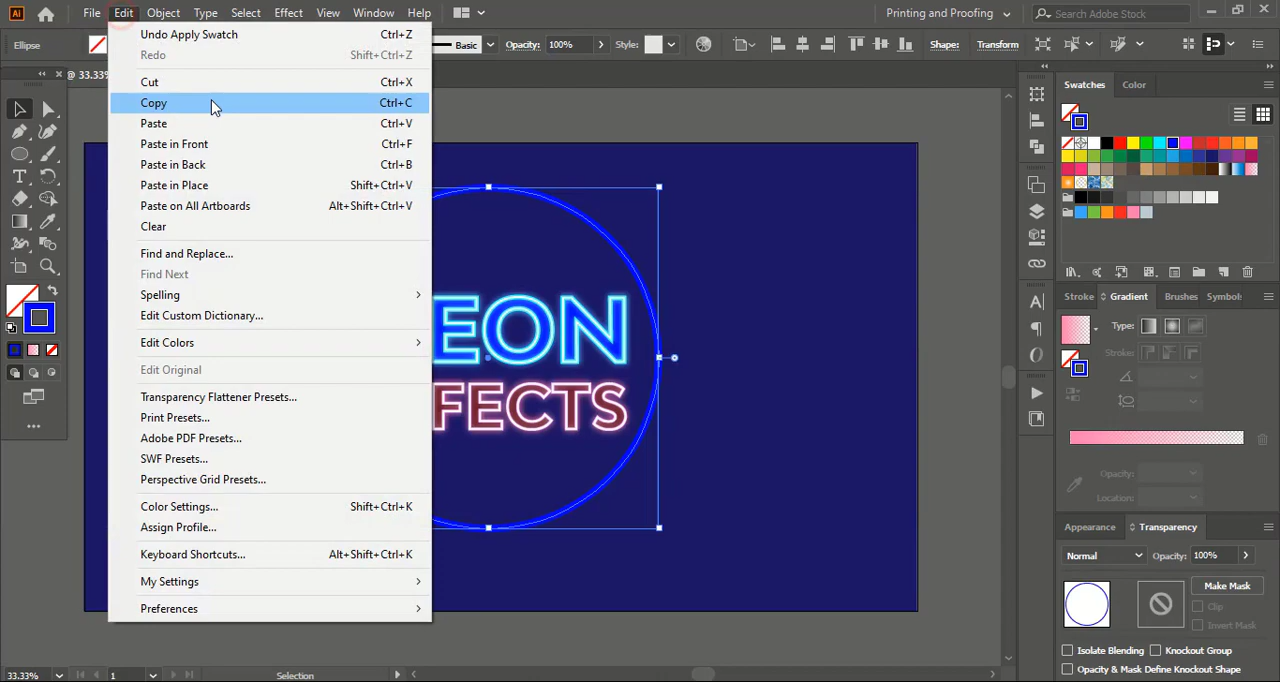 Ai File Edit Object Type Select Effect View Window Help Printing and Proofing Search Adobe Stock
Ellipse Basic Opacity: 100% Style: Shape: Transform
@ 33.33%
Undo Apply Swatch Ctrl+Z
Redo Shift+Ctrl+Z
Cut Ctrl+X
Copy Ctrl+C
Paste Ctrl+V
Paste in Front Ctrl+F
Paste in Back Ctrl+B
Paste in Place Shift+Ctrl+V
Paste on All Artboards Alt+Shift+Ctrl+V
Clear
Find and Replace...
Find Next
Spelling
Edit Custom Dictionary...
Edit Colors
Edit Original
Transparency Flattener Presets...
Print Presets...
Adobe PDF Presets...
SWF Presets...
Perspective Grid Presets...
Color Settings... Shift+Ctrl+K
Assign Profile...
Keyboard Shortcuts... Alt+Shift+Ctrl+K
My Settings
Preferences
EON
FECTS
Swatches Color
Stroke Gradient Brushes Symbol:
Type:
Stroke:
Opacity:
Location:
Appearance Transparency
Normal Opacity: 100%
Make Mask
Clip
Invert Mask
Isolate Blending Knockout Group
Opacity & Mask Define Knockout Shape
33.33% 1 Selection